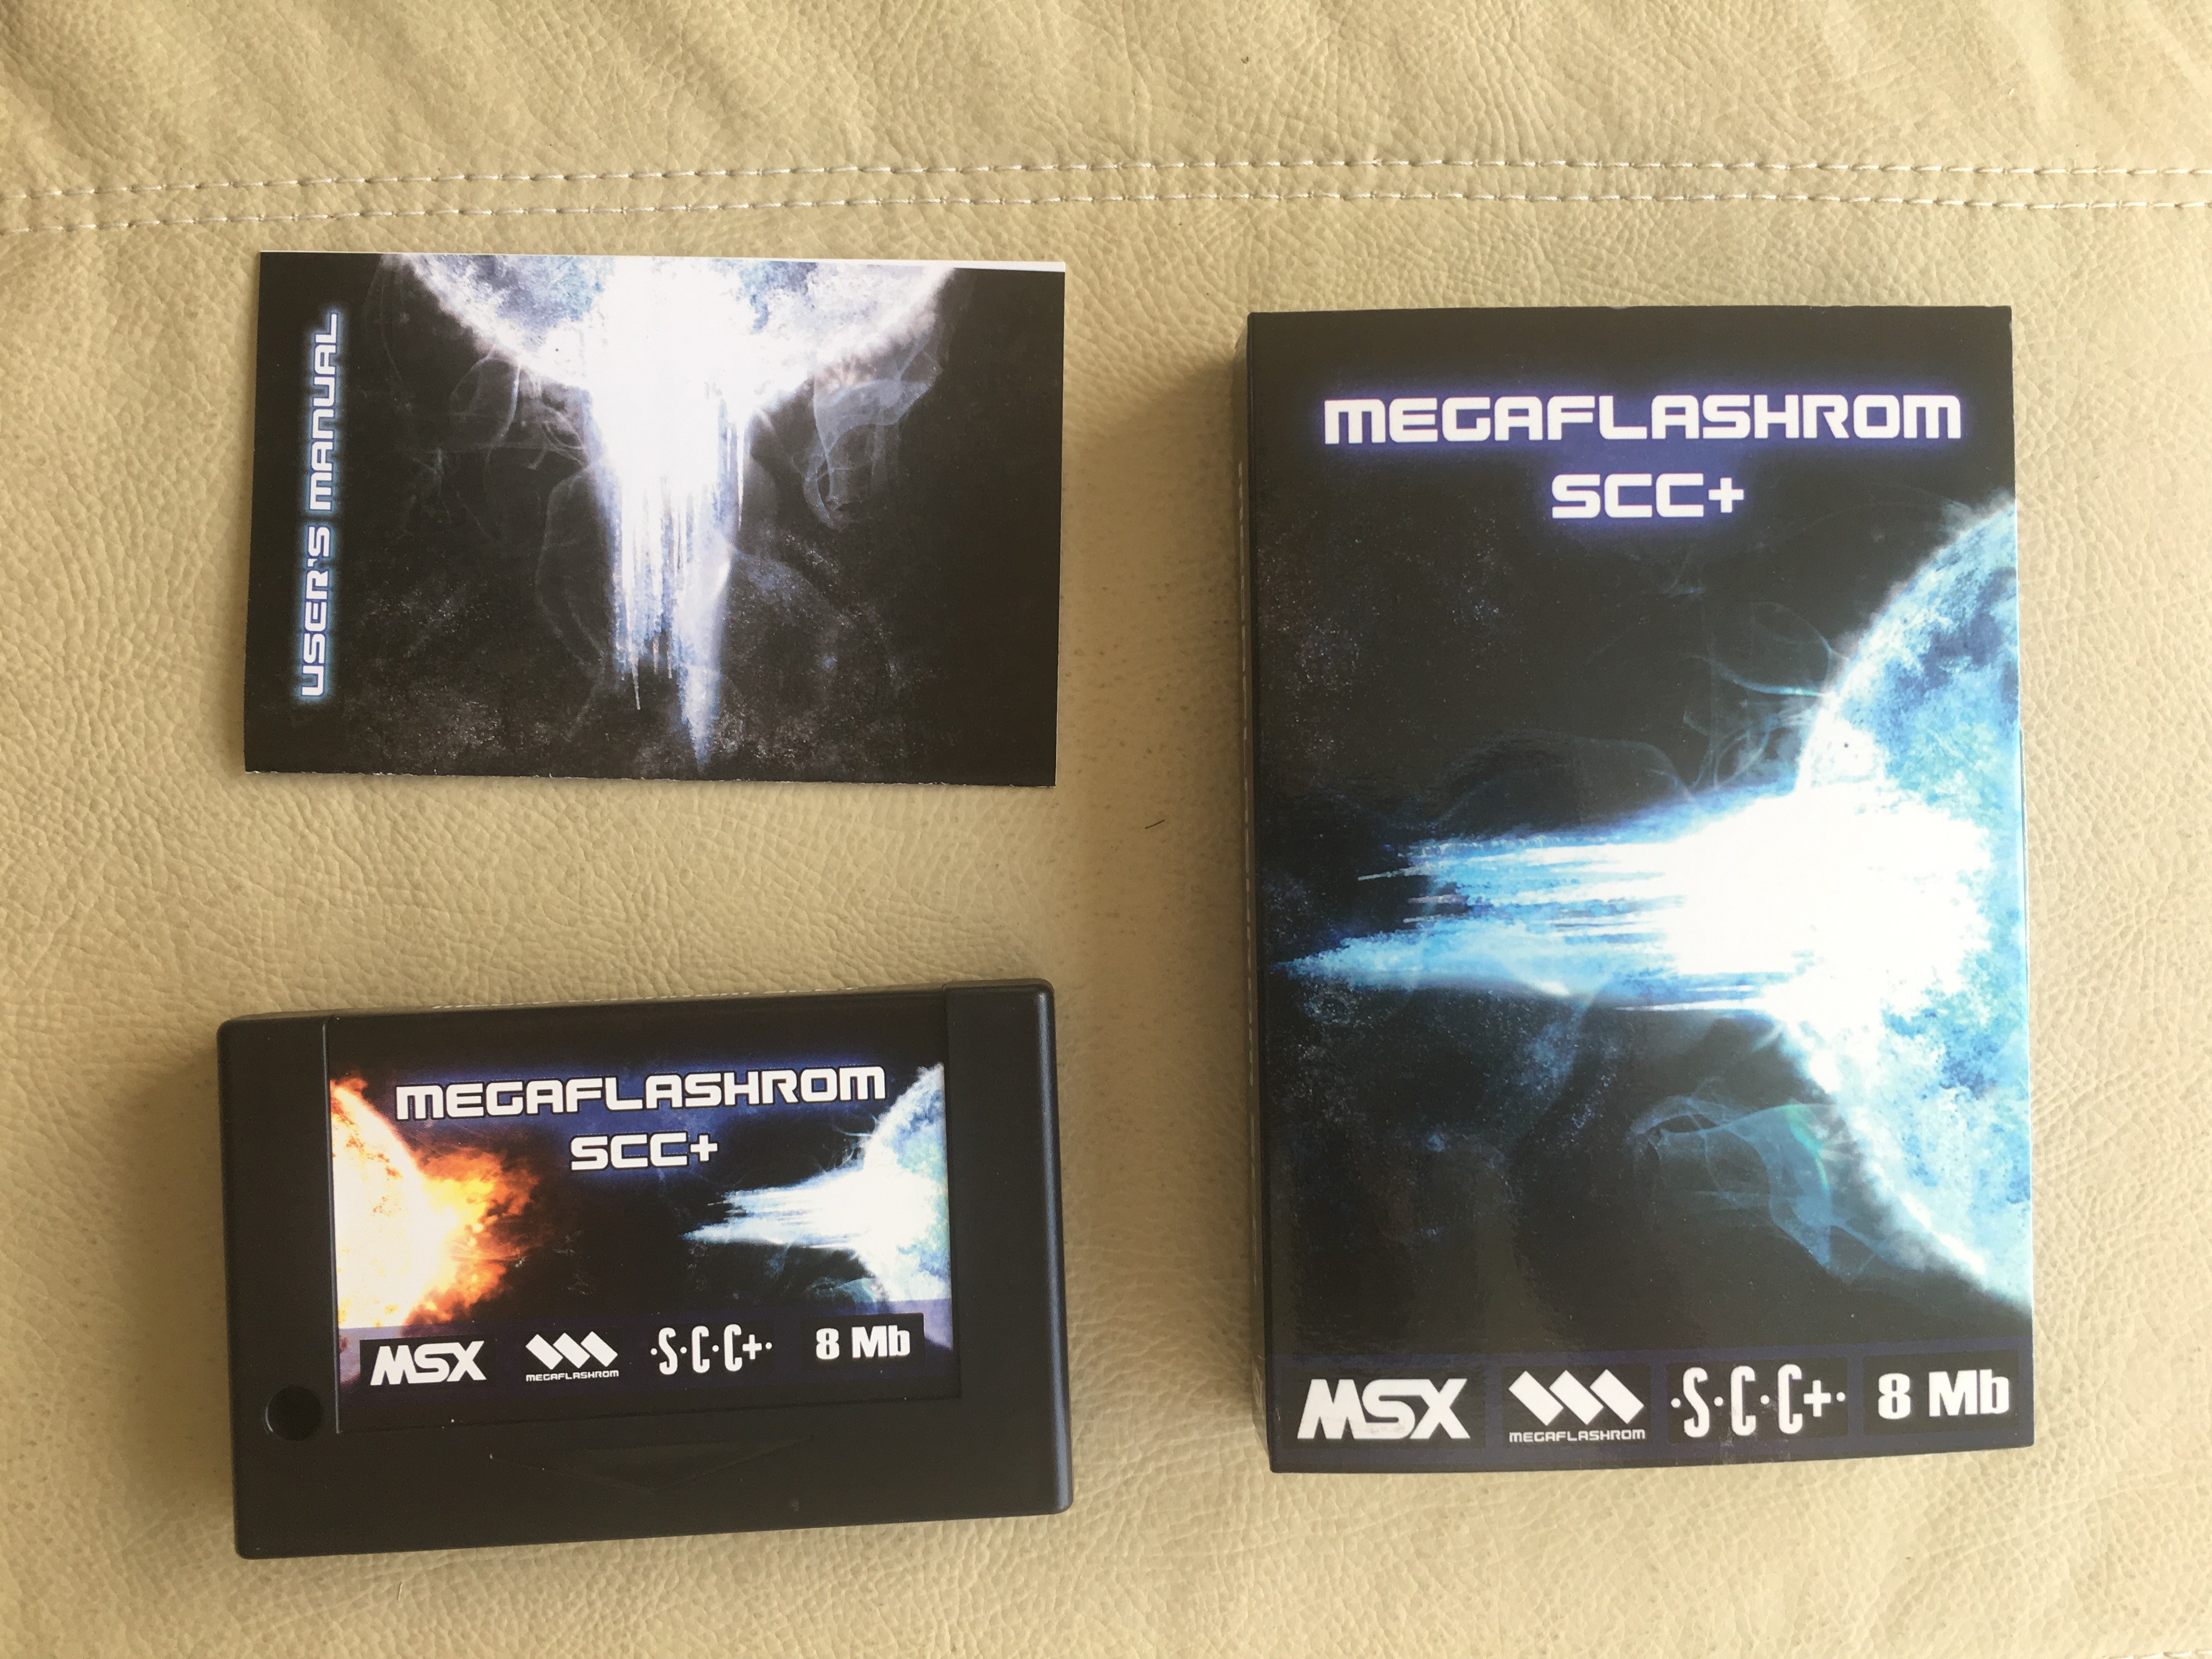 USER'S MANUAL
MEGAFLASHROM
SCC+
MSX
MEGAFLASHROM
·S·C·C+·
8 Mb
MEGAFLASHROM
SCC+
MSX
MEGAFLASHROM
·S·C·C+·
8 Mb